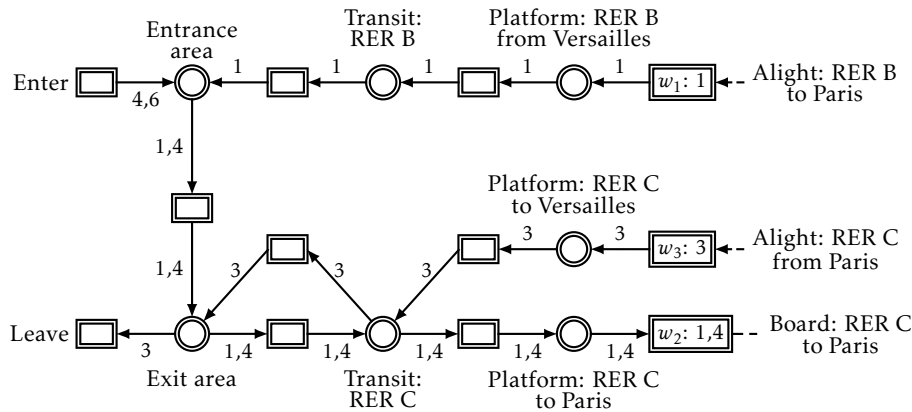 Entrance
area
Transit:
RER B
Platform: RER B
from Versailles
Enter
4,6
1
1
1
1
1
w1: 1
Alight: RER B
to Paris
1,4
Platform: RER C
to Versailles
1,4
3
3
3
3
3
w3: 3
Alight: RER C
from Paris
Leave
3
1,4
1,4
1,4
1,4
1,4
w2: 1,4
Board: RER C
to Paris
Exit area
Transit:
RER C
Platform: RER C
to Paris